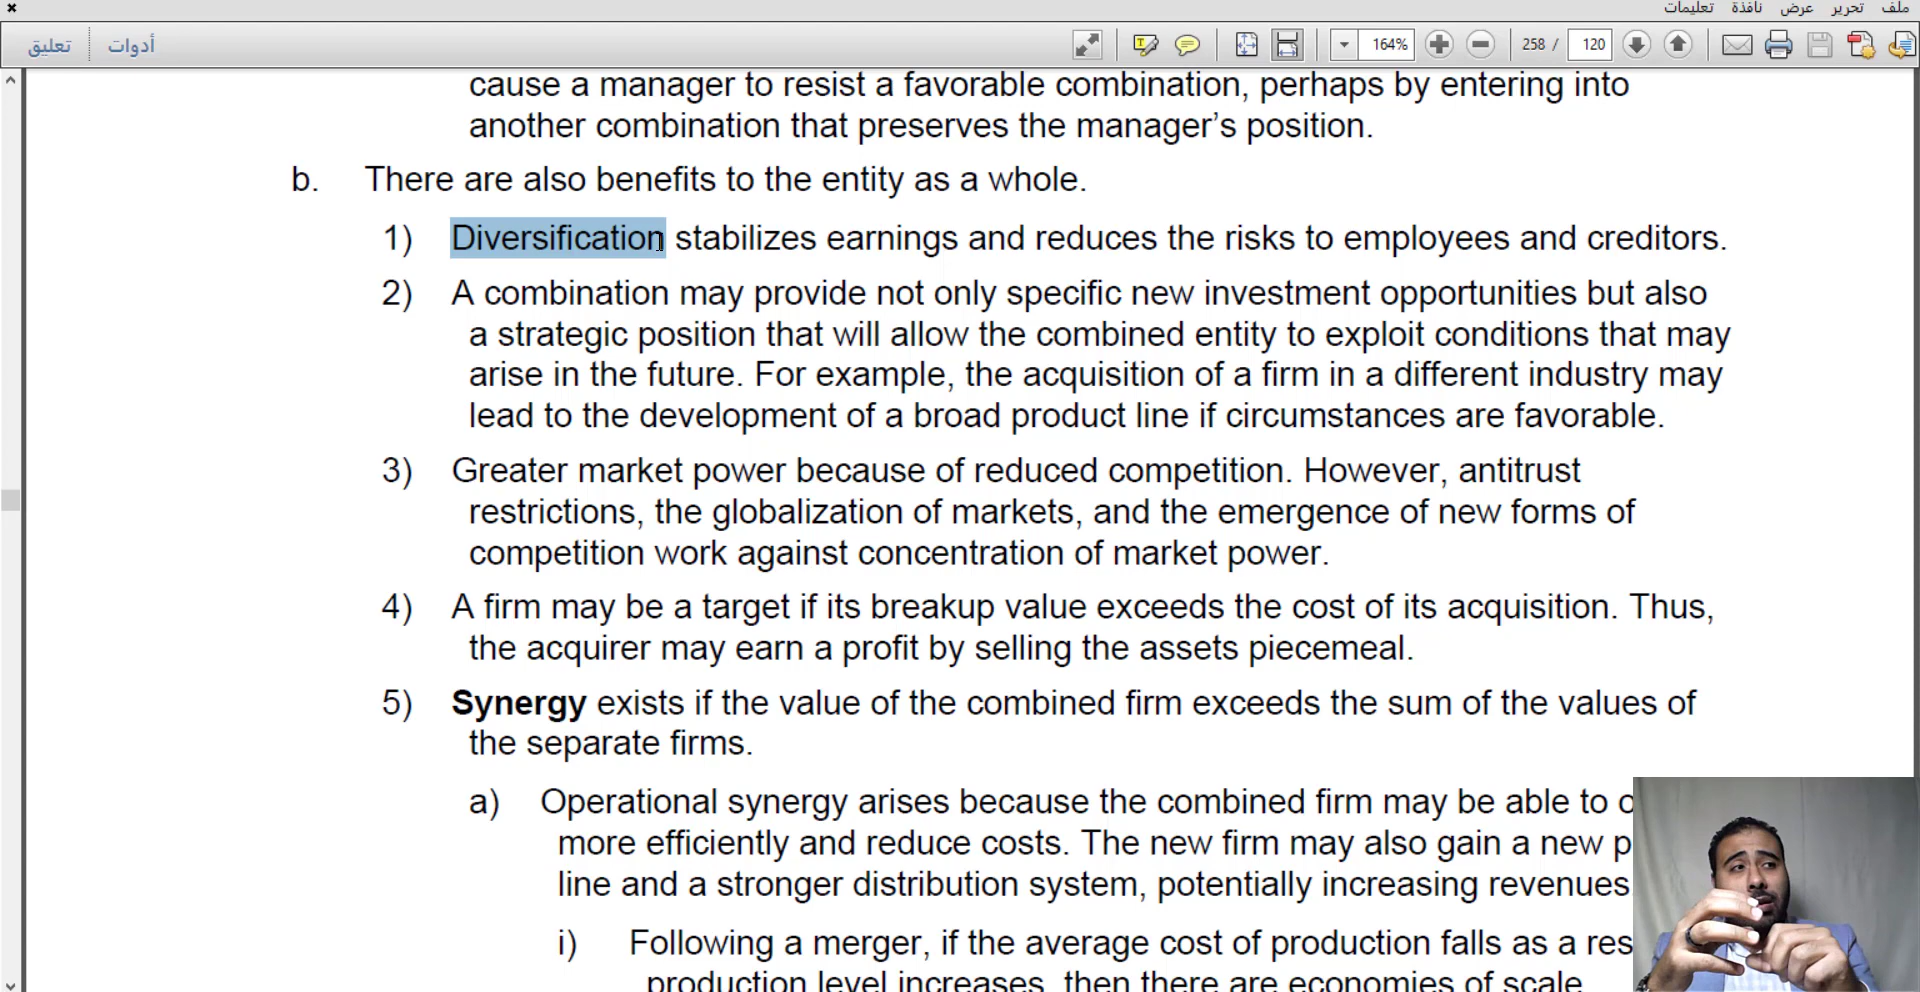 ملف تحرير عرض نافذة تعليمات
تعليق أدوات 164% 258 / 120
cause a manager to resist a favorable combination, perhaps by entering into
another combination that preserves the manager's position.
b. There are also benefits to the entity as a whole.
1) Diversification stabilizes earnings and reduces the risks to employees and creditors.
2) A combination may provide not only specific new investment opportunities but also
a strategic position that will allow the combined entity to exploit conditions that may
arise in the future. For example, the acquisition of a firm in a different industry may
lead to the development of a broad product line if circumstances are favorable.
3) Greater market power because of reduced competition. However, antitrust
restrictions, the globalization of markets, and the emergence of new forms of
competition work against concentration of market power.
4) A firm may be a target if its breakup value exceeds the cost of its acquisition. Thus,
the acquirer may earn a profit by selling the assets piecemeal.
5) Synergy exists if the value of the combined firm exceeds the sum of the values of
the separate firms.
a) Operational synergy arises because the combined firm may be able to
more efficiently and reduce costs. The new firm may also gain a new
line and a stronger distribution system, potentially increasing revenues
i) Following a merger, if the average cost of production falls as a
production level increases, then there are economies of scale